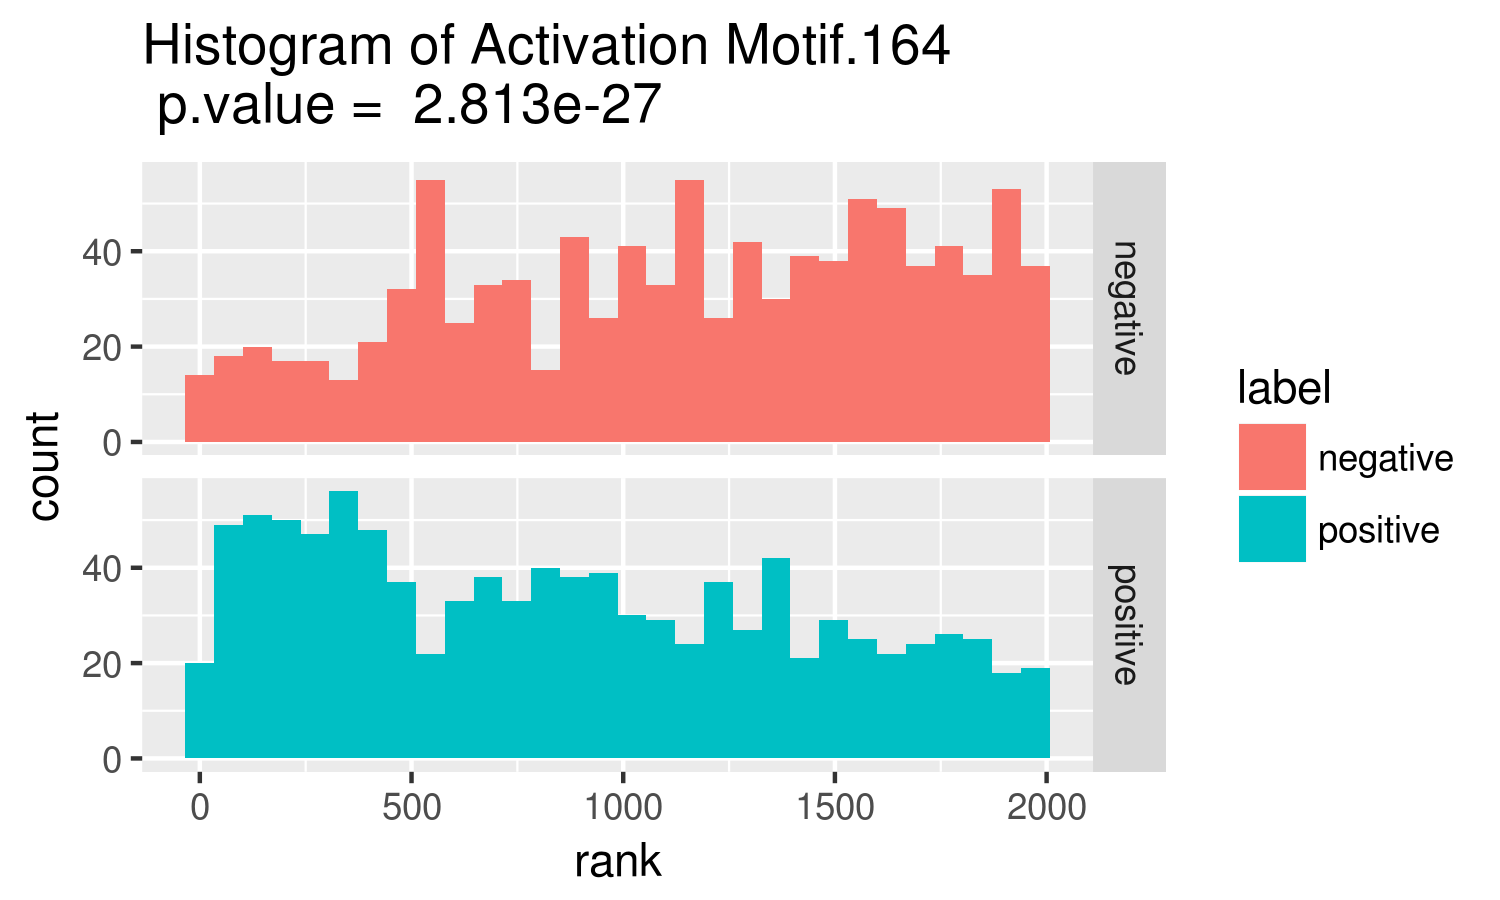 Histogram of Activation Motif.164
p.value = 2.813e-27
count
40
20
0
negative
40
20
0
positive
0 500 1000 1500 2000
rank
label
negative
positive